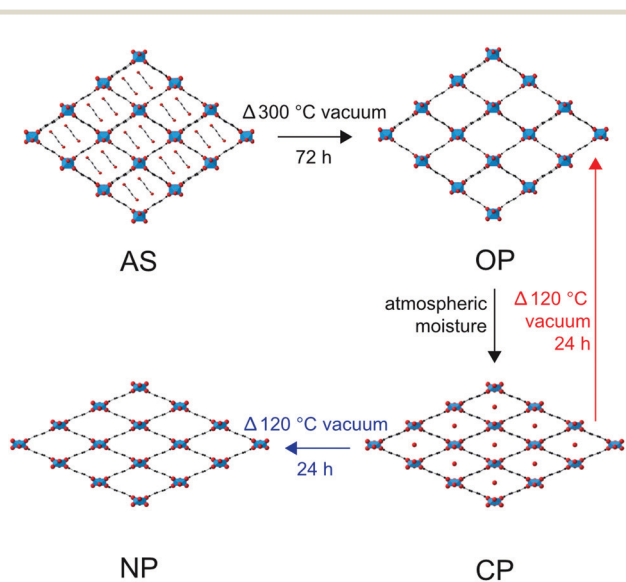 Δ 300 °C vacuum
72 h
AS
OP
atmospheric
moisture
Δ 120 °C
vacuum
24 h
Δ 120 °C vacuum
24 h
NP
CP